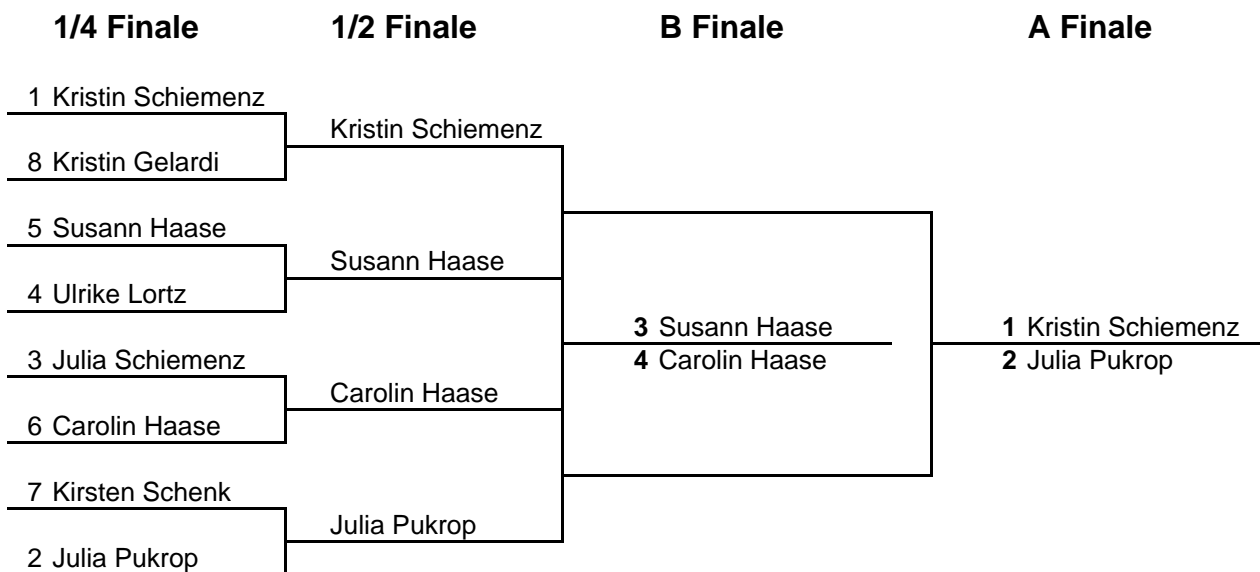 1/4 Finale 1/2 Finale B Finale A Finale
1 Kristin Schiemenz
Kristin Schiemenz
8 Kristin Gelardi
5 Susann Haase
Susann Haase
4 Ulrike Lortz
3 Susann Haase 1 Kristin Schiemenz
3 Julia Schiemenz 4 Carolin Haase 2 Julia Pukrop
Carolin Haase
6 Carolin Haase
7 Kirsten Schenk
Julia Pukrop
2 Julia Pukrop